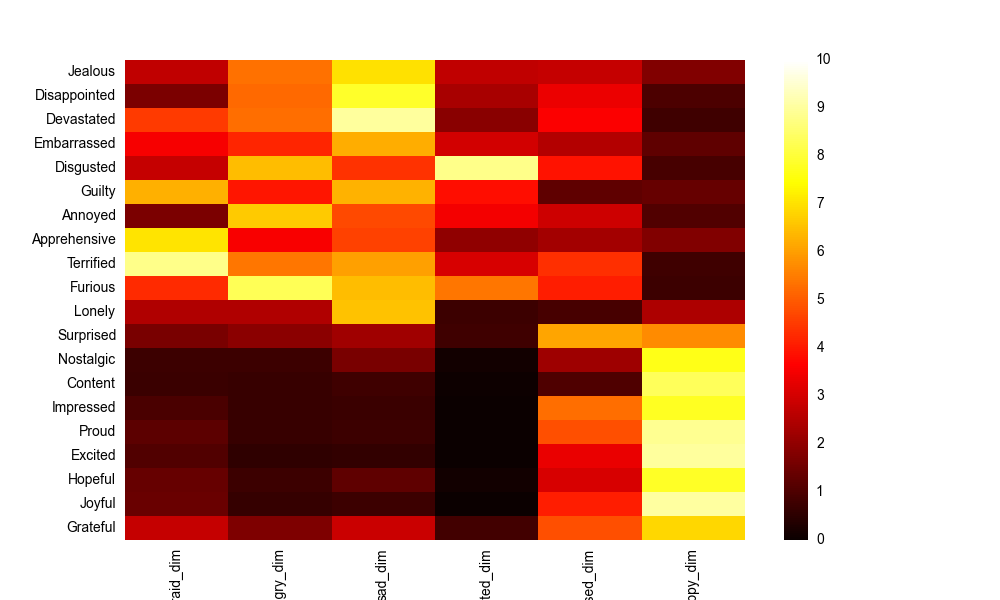 Jealous
Disappointed
Devastated
Embarrassed
Disgusted
Guilty
Annoyed
Apprehensive
Terrified
Furious
Lonely
Surprised
Nostalgic
Content
Impressed
Proud
Excited
Hopeful
Joyful
Grateful
raid_dim
gry_dim
sad_dim
ted_dim
sed_dim
ppy_dim
10
9
8
7
6
5
4
3
2
1
0